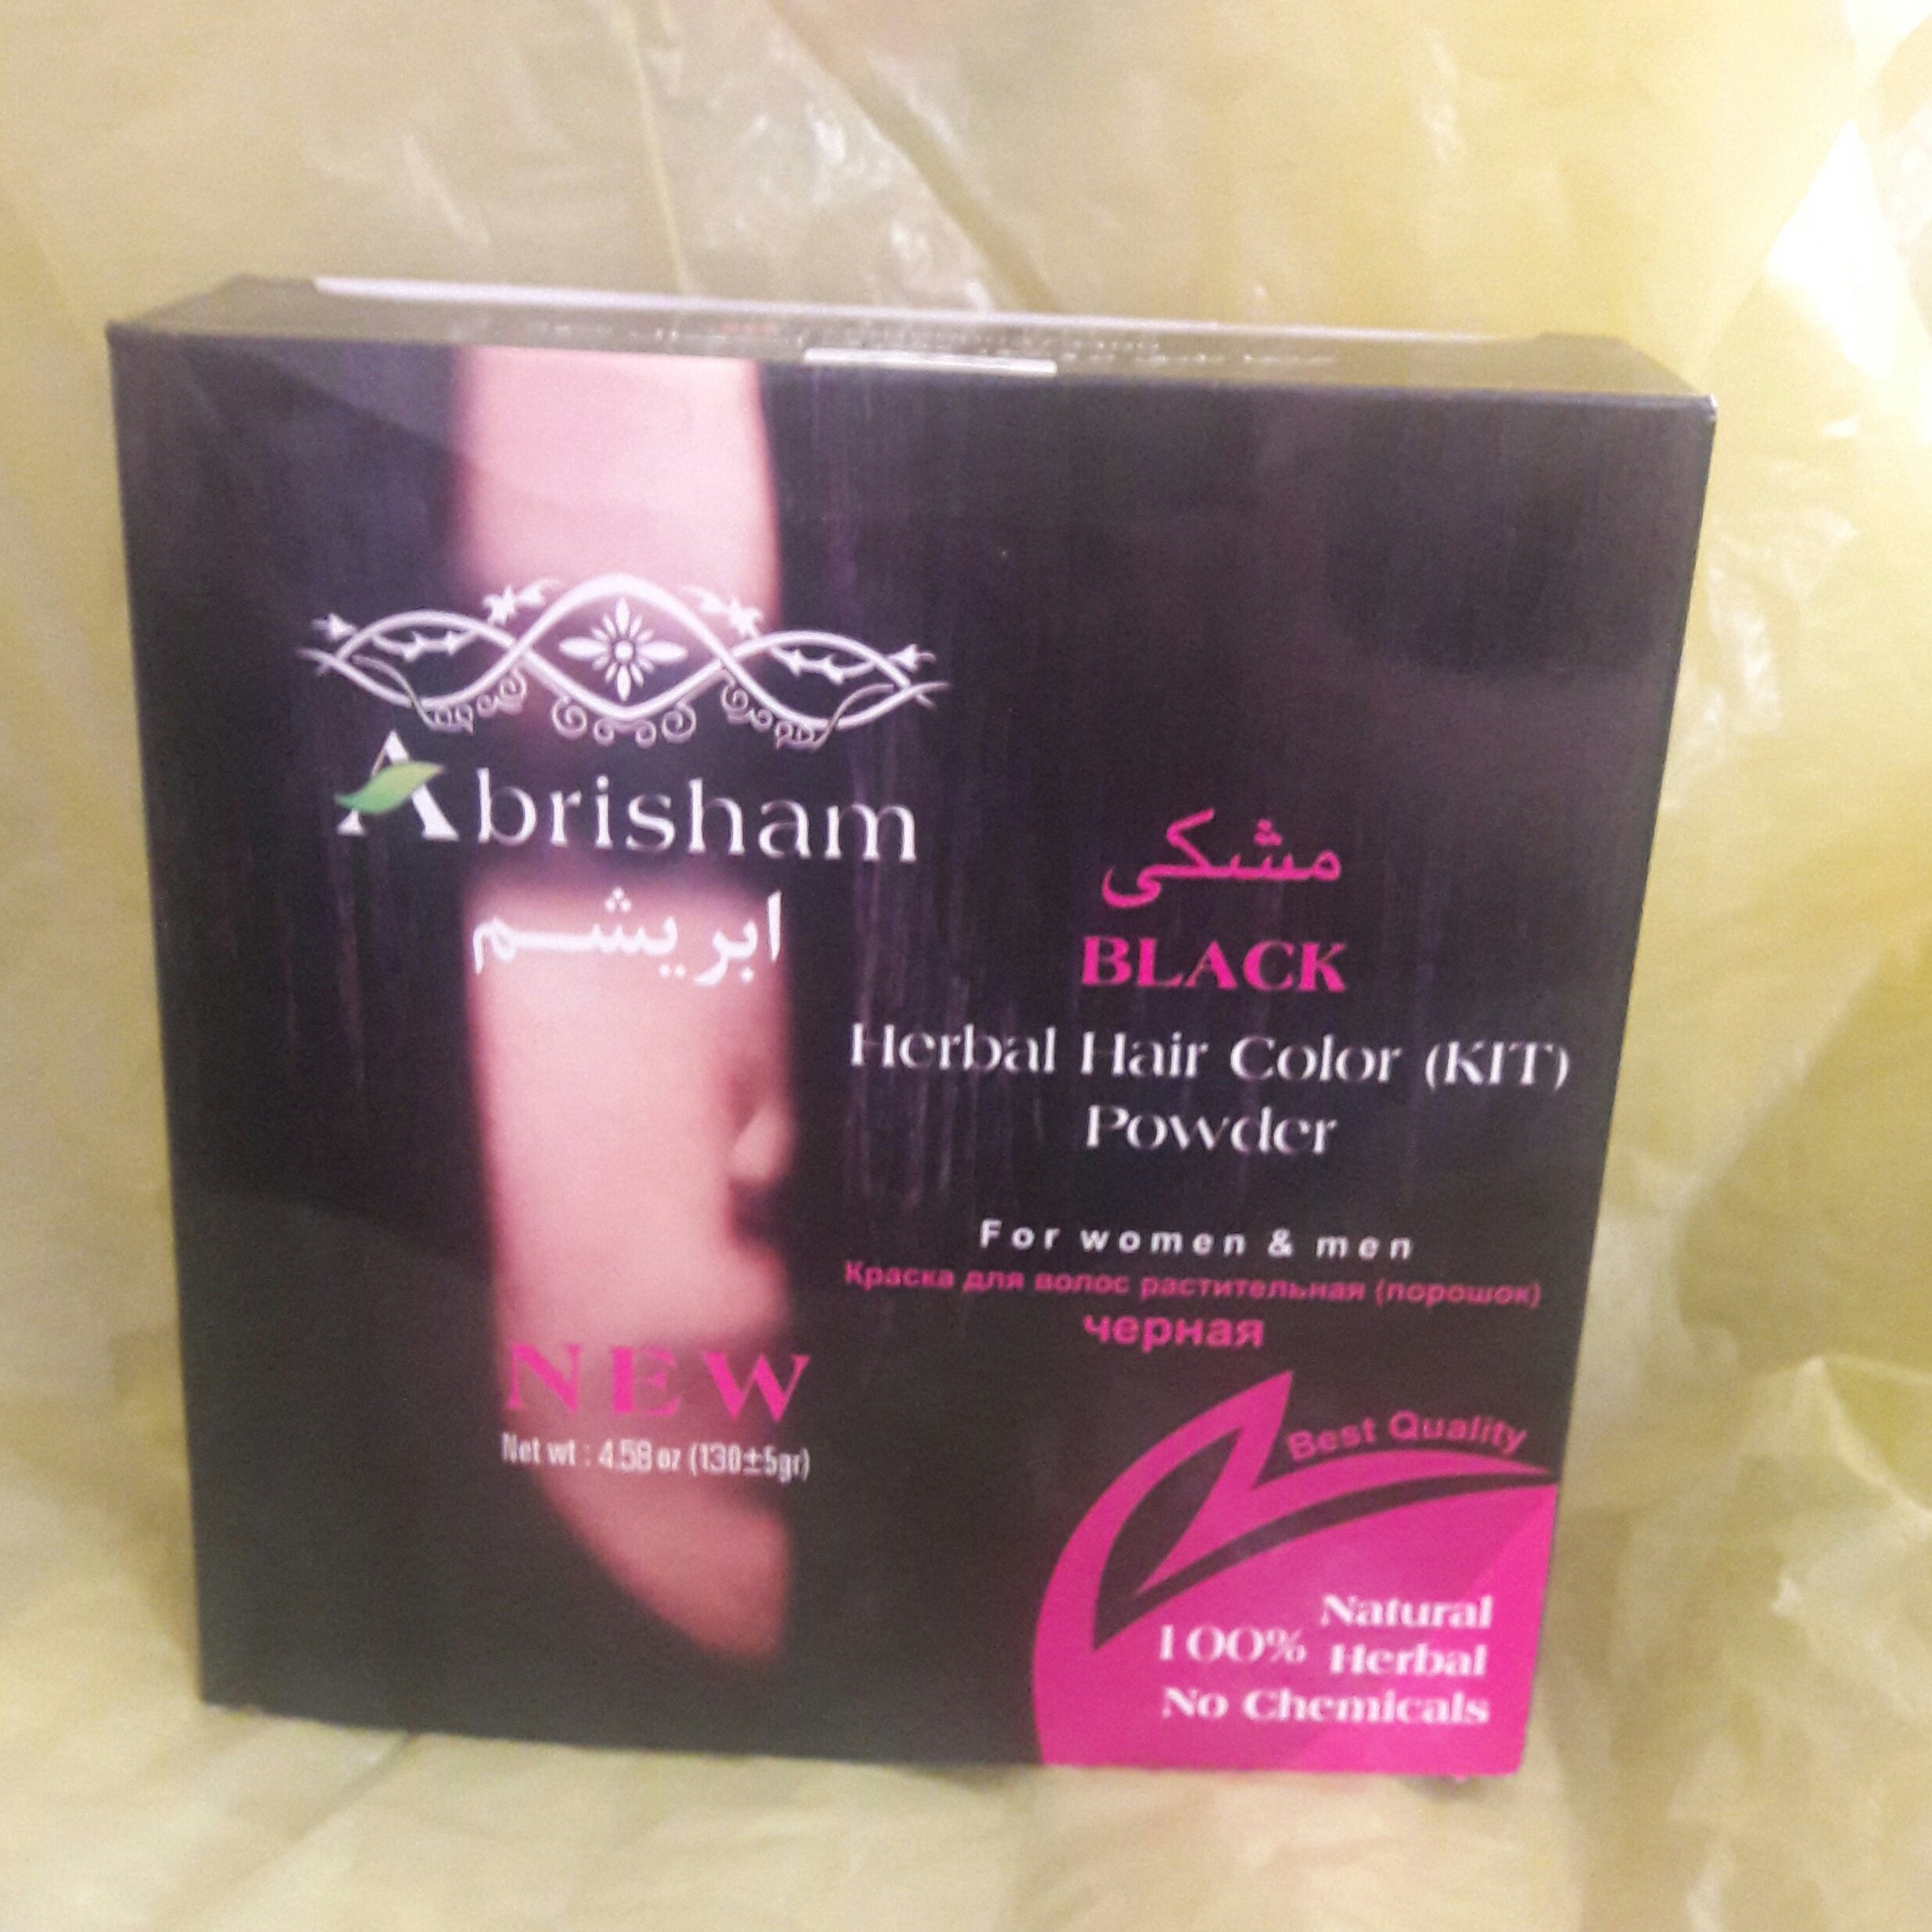 Abrisham
ابریشم
مشکی
BLACK
Herbal Hair Color (KIT)
Powder
For women & men
Краска для волос растительная (порошок)
черная
NEW
Net wt : 4.58 oz (130±5gr)
Best Quality
Natural
100% Herbal
No Chemicals